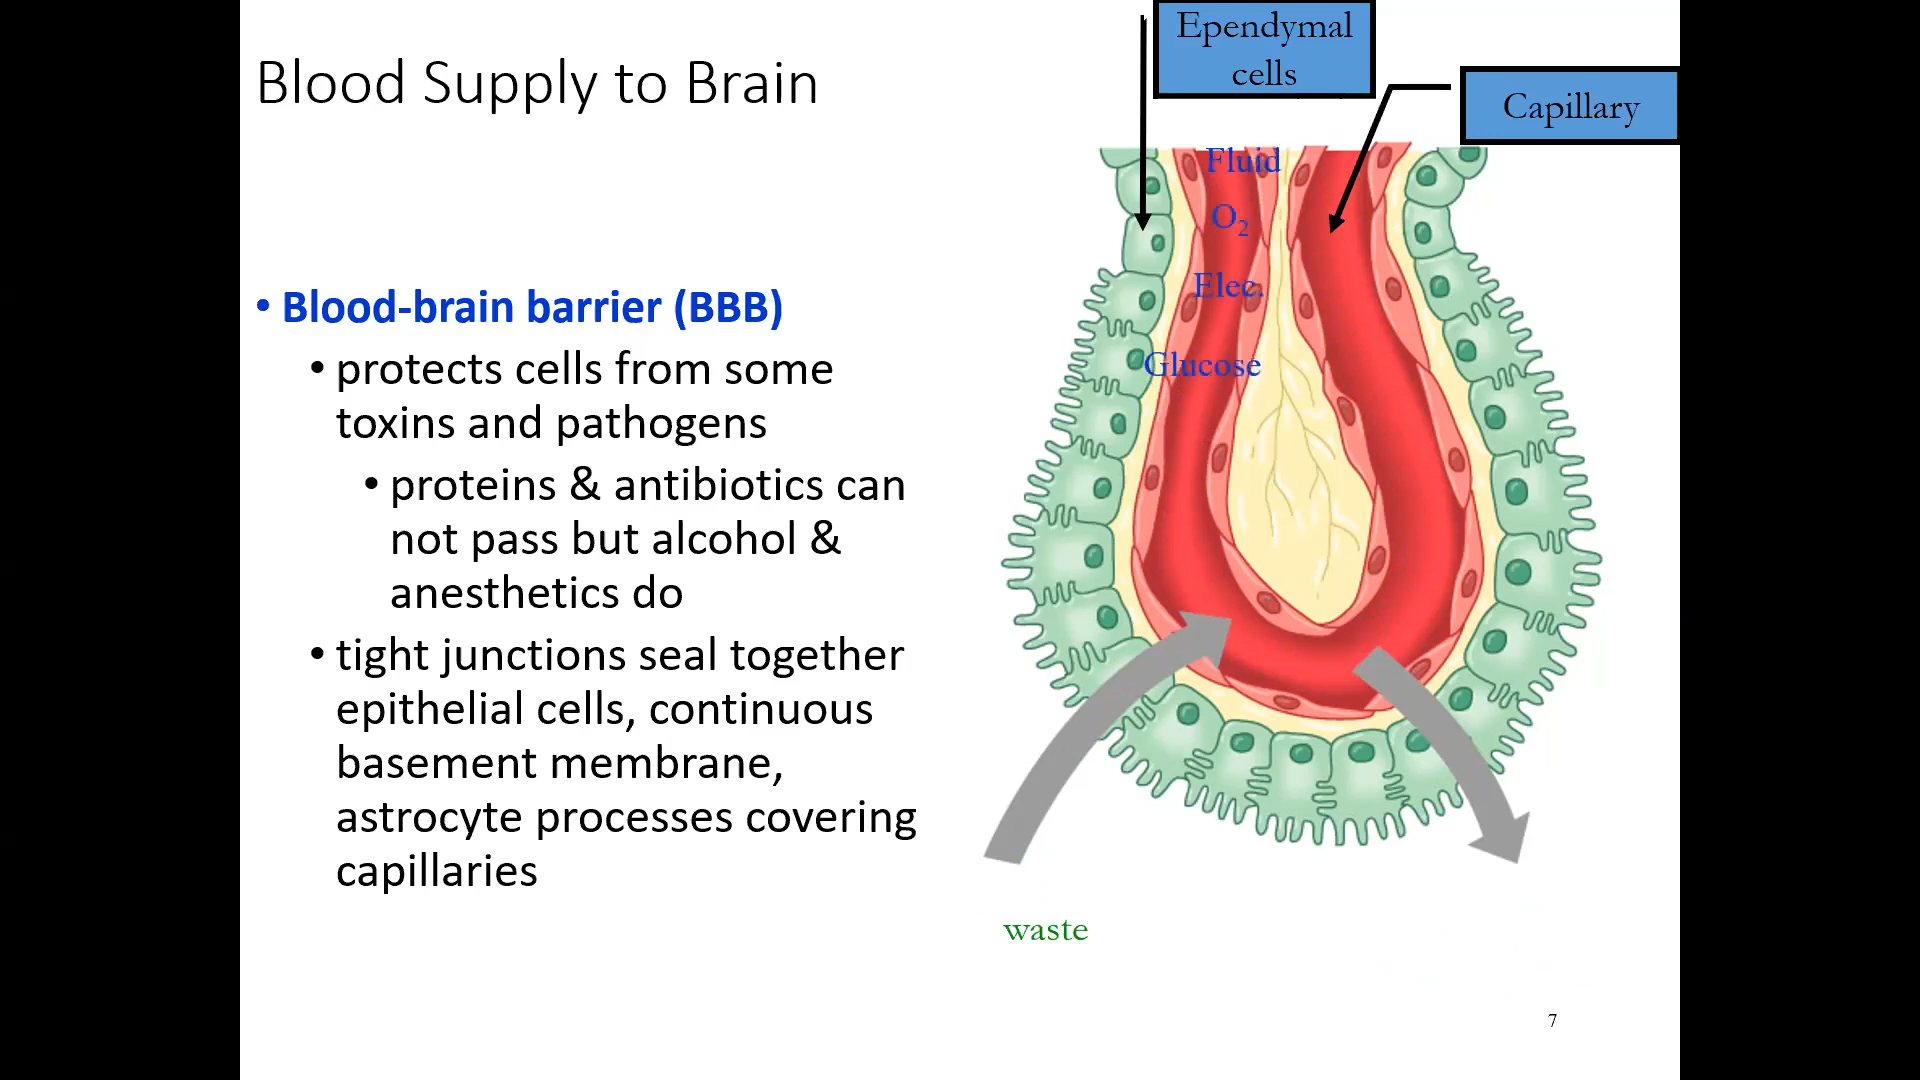 Blood Supply to Brain
• Blood-brain barrier (BBB)
• protects cells from some
toxins and pathogens
• proteins & antibiotics can
not pass but alcohol &
anesthetics do
• tight junctions seal together
epithelial cells, continuous
basement membrane,
astrocyte processes covering
capillaries
Ependymal
cells
Capillary
Fluid
O₂
Elec.
Glucose
waste
7